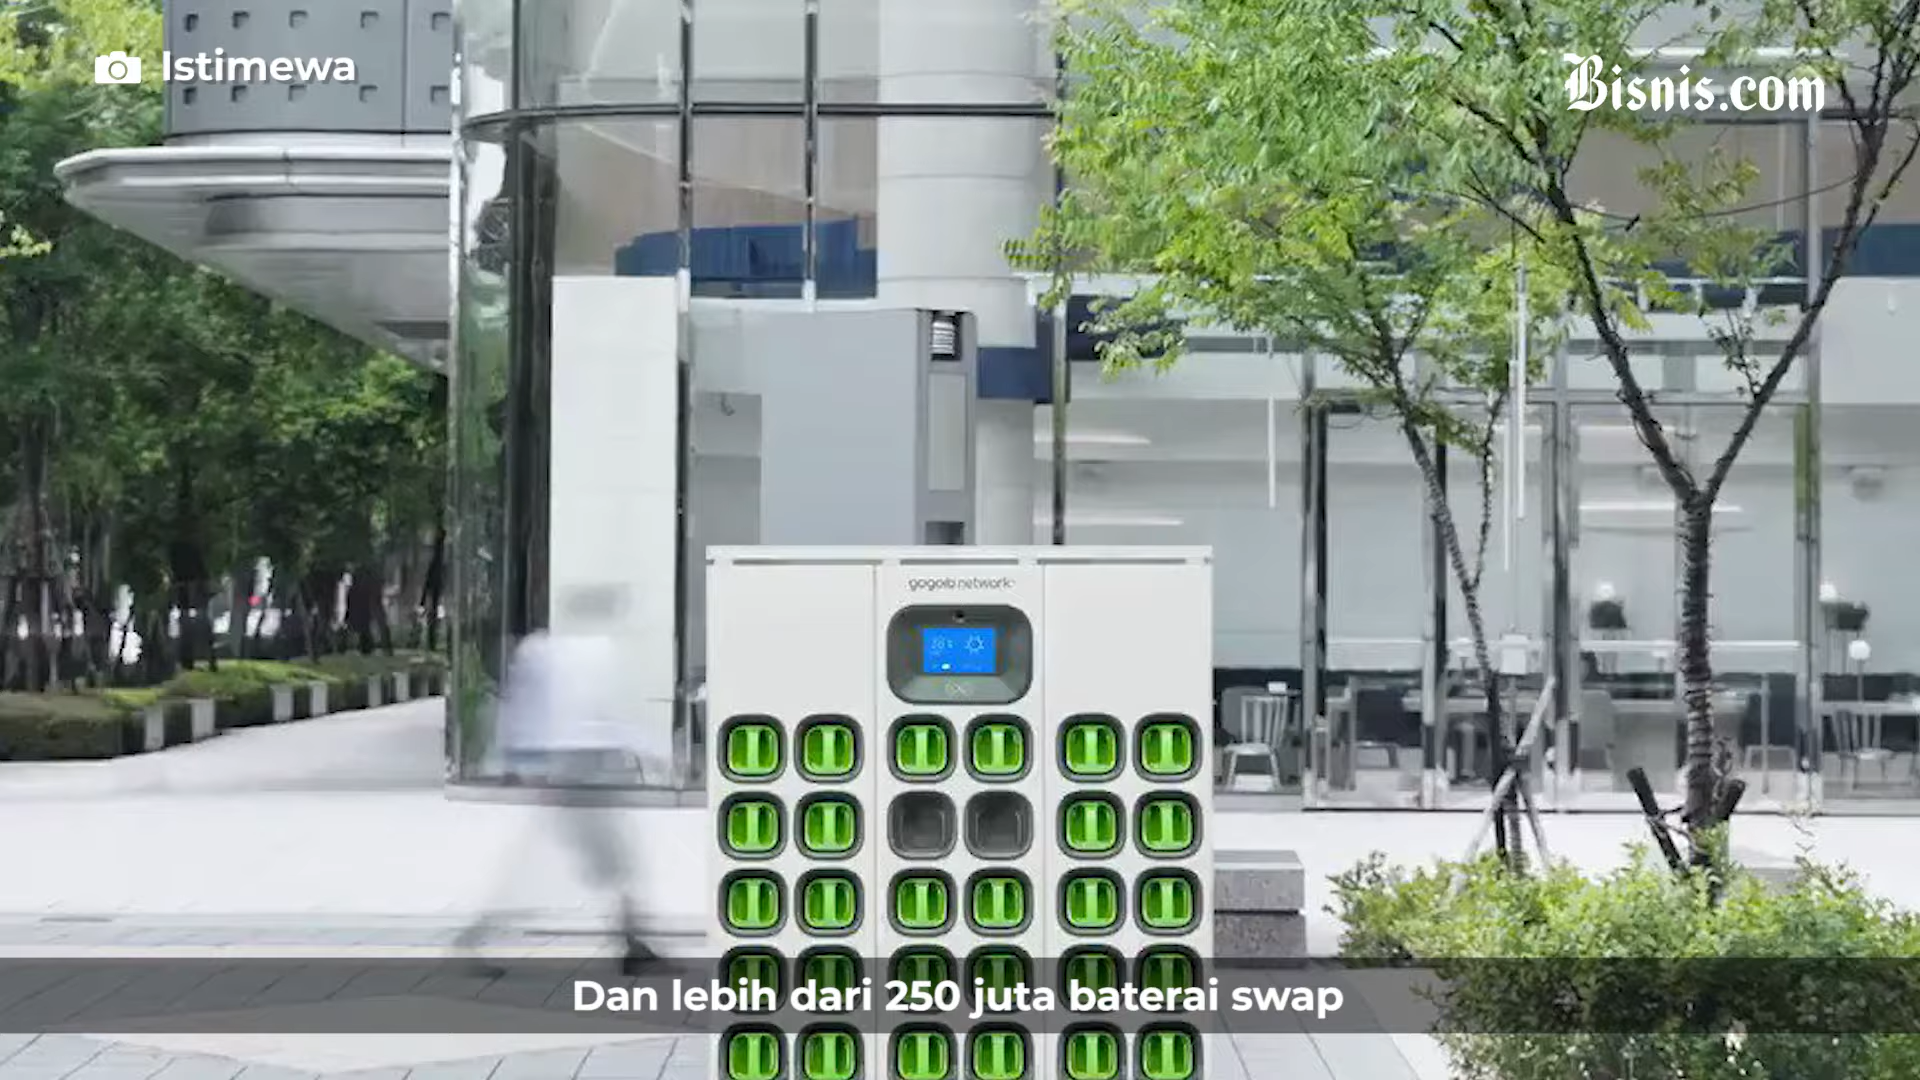 Istimewa
Bisnis.com
gogoro network
Dan lebih dari 250 juta baterai swap